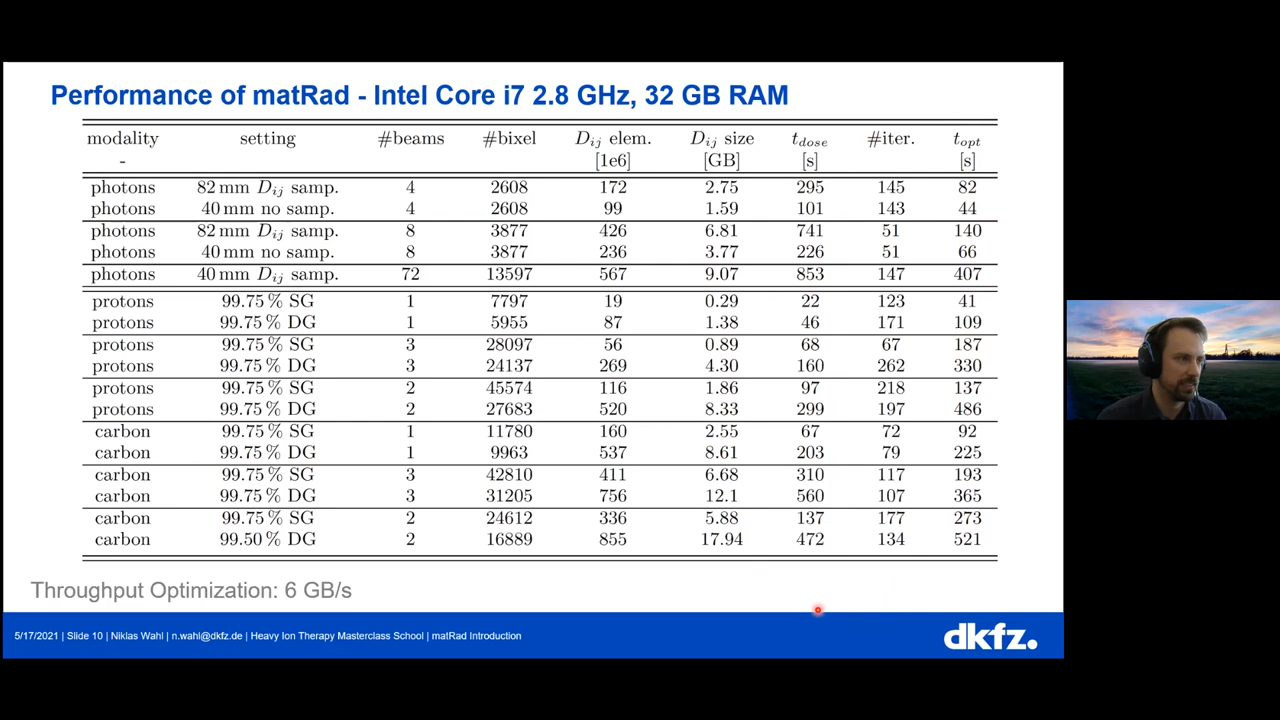 Performance of matRad - Intel Core i7 2.8 GHz, 32 GB RAM
modality setting #beams #bixel D_ij elem. D_ij size t_dose #iter. t_opt
- [1e6] [GB] [s] [s]
photons 82 mm D_ij samp. 4 2608 172 2.75 295 145 82
photons 40 mm no samp. 4 2608 99 1.59 101 143 44
photons 82 mm D_ij samp. 8 3877 426 6.81 741 51 140
photons 40 mm no samp. 8 3877 236 3.77 226 51 66
photons 40 mm D_ij samp. 72 13597 567 9.07 853 147 407
protons 99.75 % SG 1 7797 19 0.29 22 123 41
protons 99.75 % DG 1 5955 87 1.38 46 171 109
protons 99.75 % SG 3 28097 56 0.89 68 67 187
protons 99.75 % DG 3 24137 269 4.30 160 262 330
protons 99.75 % SG 2 45574 116 1.86 97 218 137
protons 99.75 % DG 2 27683 520 8.33 299 197 486
carbon 99.75 % SG 1 11780 160 2.55 67 72 92
carbon 99.75 % DG 1 9963 537 8.61 203 79 225
carbon 99.75 % SG 3 42810 411 6.68 310 117 193
carbon 99.75 % DG 3 31205 756 12.1 560 107 365
carbon 99.75 % SG 2 24612 336 5.88 137 177 273
carbon 99.50 % DG 2 16889 855 17.94 472 134 521
Throughput Optimization: 6 GB/s
5/17/2021 | Slide 10 | Niklas Wahl | n.wahl@dkfz.de | Heavy Ion Therapy Masterclass School | matRad Introduction
dkfz.